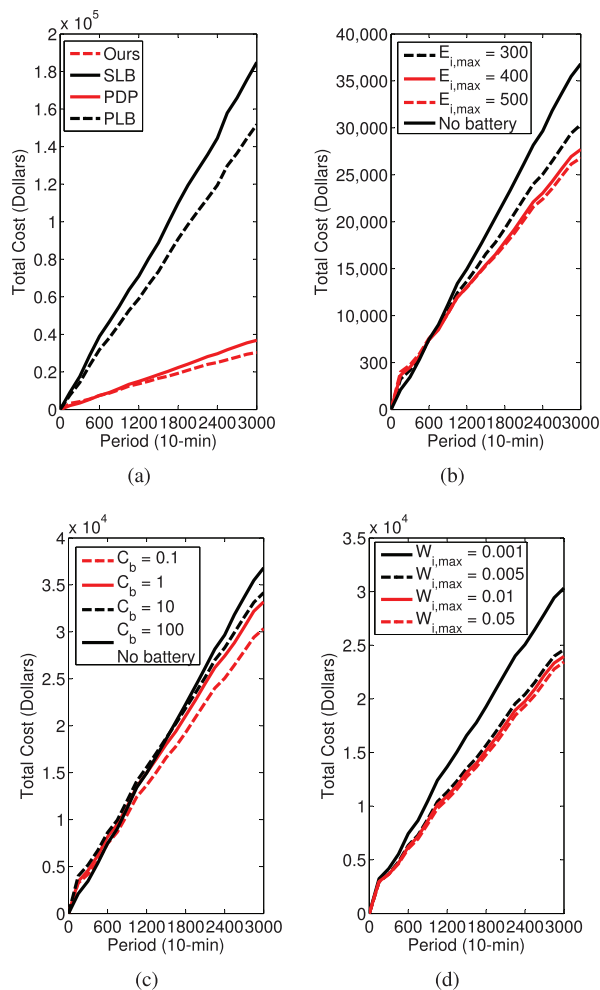 x 10^5
2
1.8
1.6
1.4
1.2
1
0.8
0.6
0.4
0.2
0
Total Cost (Dollars)
Ours
SLB
PDP
PLB
0 600 1200 1800 2400 3000
Period (10-min)
(a)
40,000
35,000
30,000
25,000
20,000
15,000
10,000
300
0
Total Cost (Dollars)
E_i,max = 300
E_i,max = 400
E_i,max = 500
No battery
0 600 1200 1800 2400 3000
Period (10-min)
(b)
x 10^4
4
3.5
3
2.5
2
1.5
1
0.5
0
Total Cost (Dollars)
C_b = 0.1
C_b = 1
C_b = 10
C_b = 100
No battery
0 600 1200 1800 2400 3000
Period (10-min)
(c)
x 10^4
3.5
3
2.5
2
1.5
1
0.5
0
Total Cost (Dollars)
W_i,max = 0.001
W_i,max = 0.005
W_i,max = 0.01
W_i,max = 0.05
0 600 1200 1800 2400 3000
Period (10-min)
(d)